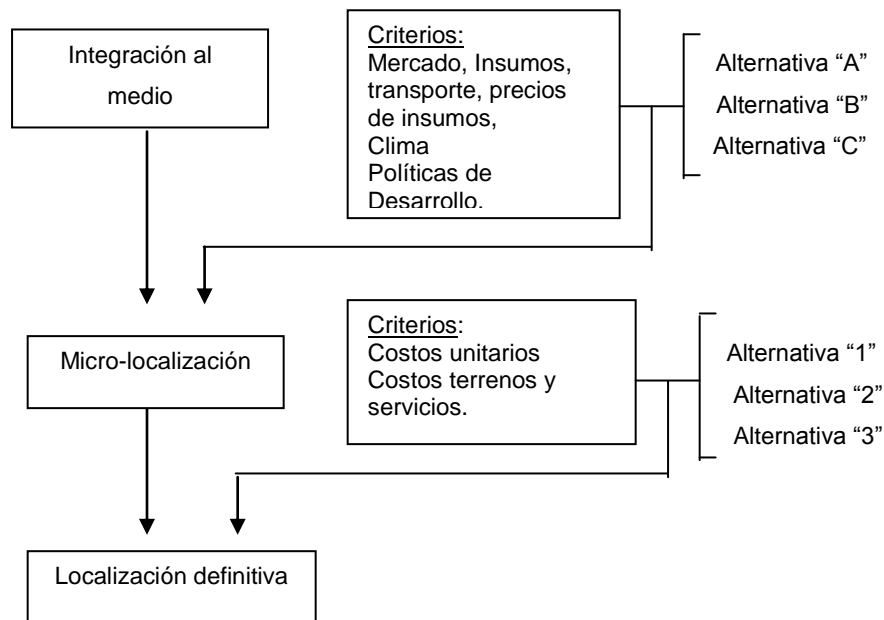 Integración al
medio
Criterios:
Mercado, Insumos,
transporte, precios
de insumos,
Clima
Políticas de
Desarrollo.
Alternativa “A”
Alternativa “B”
Alternativa “C”
Micro-localización
Criterios:
Costos unitarios
Costos terrenos y
servicios.
Alternativa “1”
Alternativa “2”
Alternativa “3”
Localización definitiva